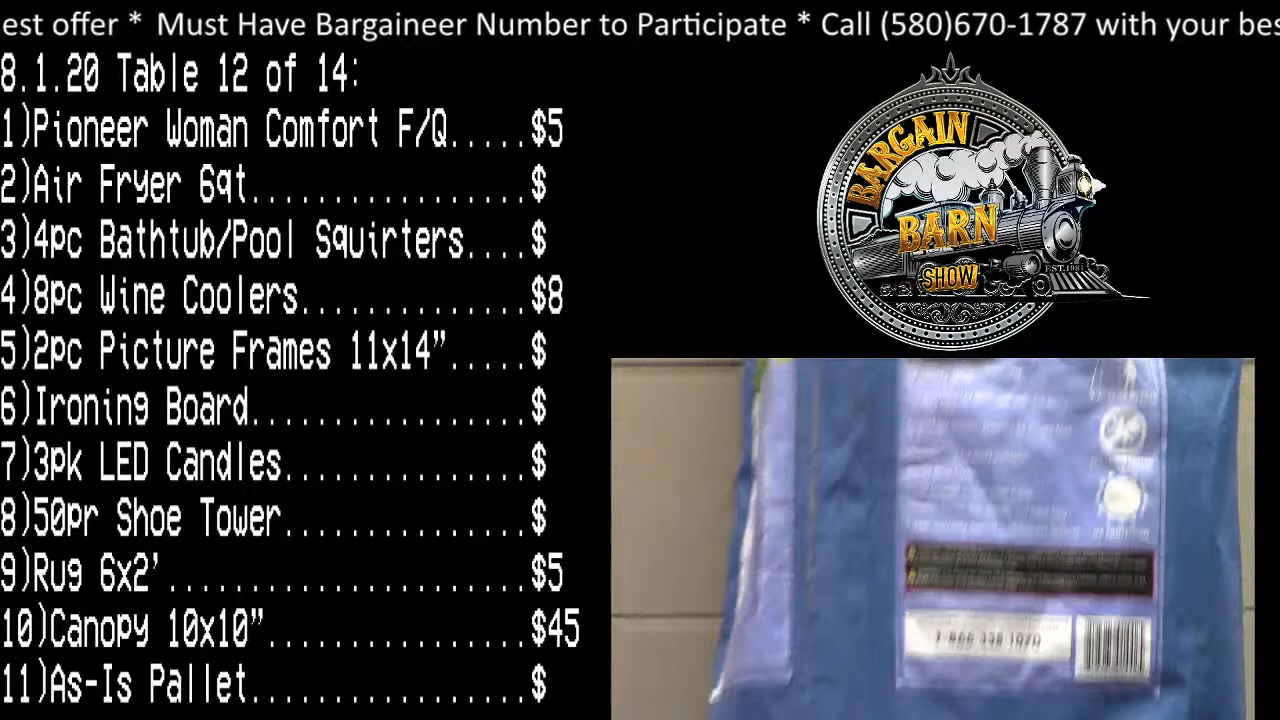 est offer * Must Have Bargaineer Number to Participate * Call (580)670-1787 with your bes
8.1.20 Table 12 of 14:
1)Pioneer Woman Comfort F/Q.....$5
2)Air Fryer 6qt.................$
3)4pc Bathtub/Pool Squirters....$
4)8pc Wine Coolers..............$8
5)2pc Picture Frames 11x14”.....$
6)Ironing Board.................$
7)3pk LED Candles...............$
8)50pr Shoe Tower...............$
9)Rug 6x2’......................$5
10)Canopy 10x10”................$45
11)As-Is Pallet.................$
BARGAIN
BARN
SHOW